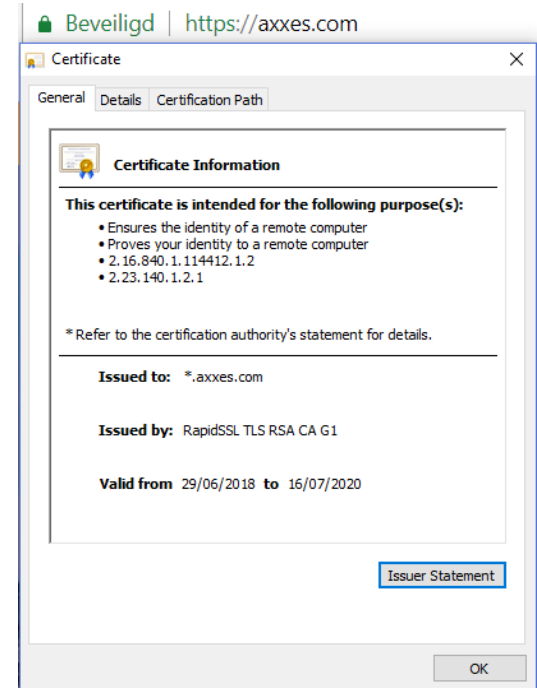 Beveiligd | https://axxes.com
Certificate
General Details Certification Path
Certificate Information
This certificate is intended for the following purpose(s):
• Ensures the identity of a remote computer
• Proves your identity to a remote computer
• 2.16.840.1.114412.1.2
• 2.23.140.1.2.1
* Refer to the certification authority's statement for details.
Issued to: *.axxes.com
Issued by: RapidSSL TLS RSA CA G1
Valid from 29/06/2018 to 16/07/2020
Issuer Statement
OK